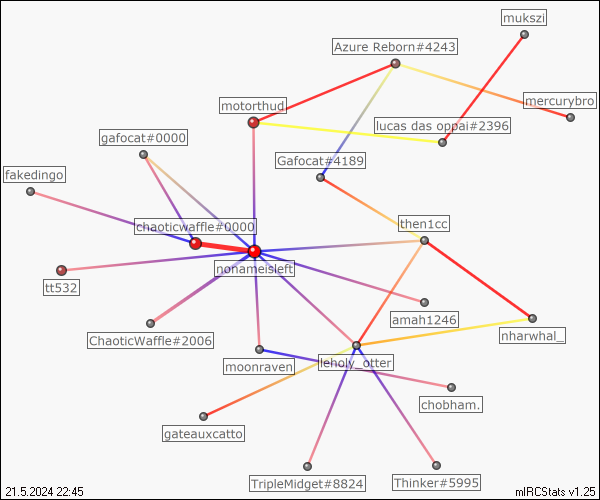 mukszi
Azure Reborn#4243
mercurybro
motorthud
lucas das oppai#2396
gafocat#0000
Gafocat#4189
fakedingo
chaoticwaffle#0000
then1cc
nonameisleft
tt532
amah1246
ChaoticWaffle#2006
nharwhal_
moonraven
leholy_otter
chobham.
gateauxcatto
TripleMidget#8824
Thinker#5995
21.5.2024 22:45
mIRCStats v1.25